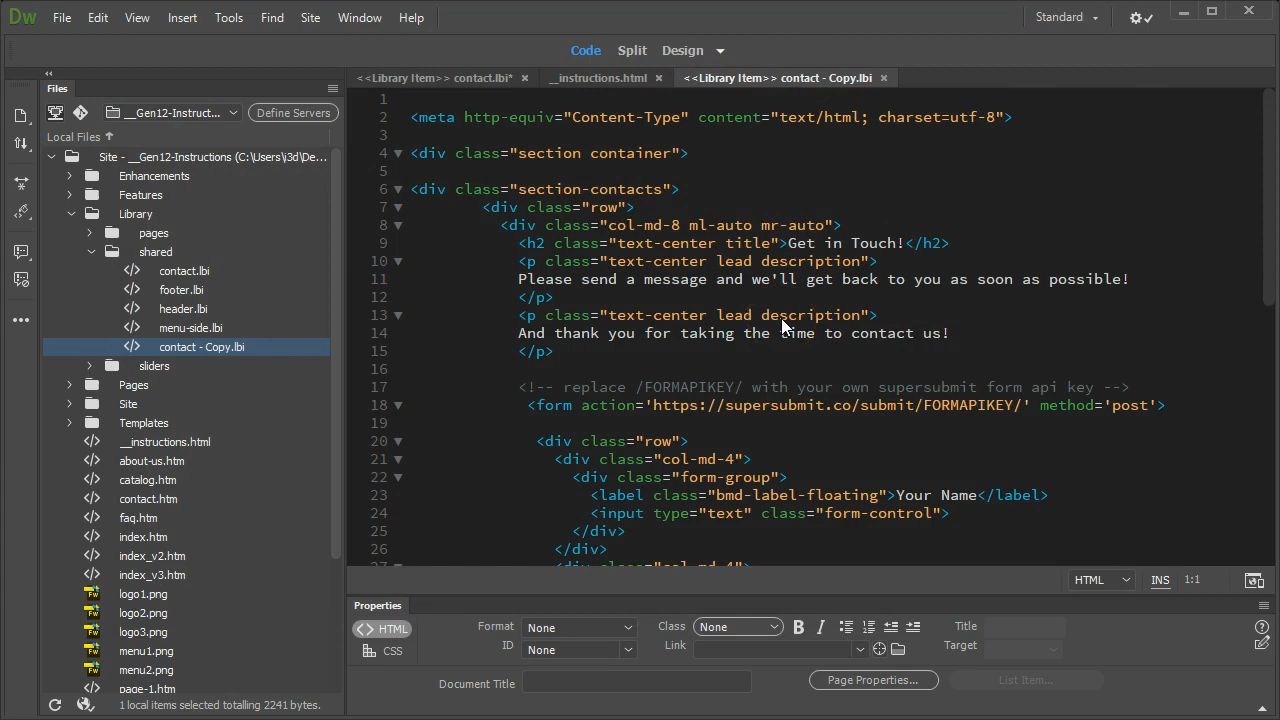 Dw File Edit View Insert Tools Find Site Window Help Standard
Code Split Design
Files
<<Library Item>> contact.lbi* __instructions.html <<Library Item>> contact - Copy.lbi
__Gen12-Instruct... Define Servers
Local Files
Site - __Gen12-Instructions (C:\Users\i3d\De...
Enhancements
Features
Library
pages
shared
contact.lbi
footer.lbi
header.lbi
menu-side.lbi
contact - Copy.lbi
sliders
Pages
Site
Templates
__instructions.html
about-us.htm
catalog.htm
contact.htm
faq.htm
index.htm
index_v2.htm
index_v3.htm
logo1.png
logo2.png
logo3.png
menu1.png
menu2.png
page-1.htm
1 local items selected totalling 2241 bytes.
1
2 <meta http-equiv="Content-Type" content="text/html; charset=utf-8">
3
4 <div class="section container">
5
6 <div class="section-contacts">
7 <div class="row">
8 <div class="col-md-8 ml-auto mr-auto">
9 <h2 class="text-center title">Get in Touch!</h2>
10 <p class="text-center lead description">
11 Please send a message and we'll get back to you as soon as possible!
12 </p>
13 <p class="text-center lead description">
14 And thank you for taking the time to contact us!
15 </p>
16
17 <!-- replace /FORMAPIKEY/ with your own supersubmit form api key -->
18 <form action='https://supersubmit.co/submit/FORMAPIKEY/' method='post'>
19
20 <div class="row">
21 <div class="col-md-4">
22 <div class="form-group">
23 <label class="bmd-label-floating">Your Name</label>
24 <input type="text" class="form-control">
25 </div>
26 </div>
27 <div class="col-md-4">
HTML INS 1:1
Properties
<> HTML Format None Class None B I Title
CSS ID None Link Target
Document Title Page Properties... List Item...